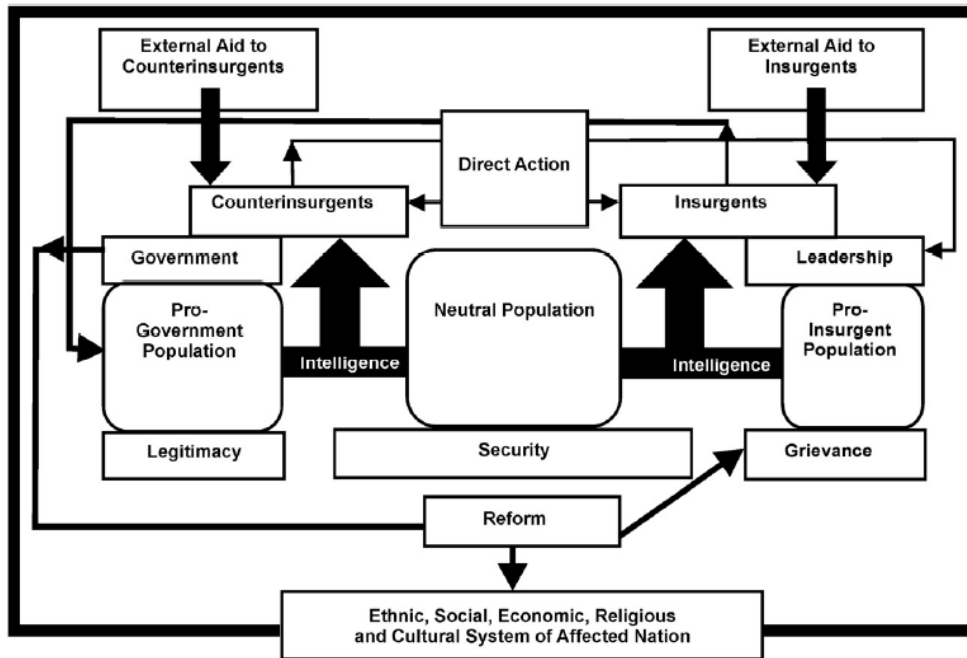 External Aid to
Counterinsurgents
External Aid to
Insurgents
Direct Action
Counterinsurgents
Insurgents
Government
Leadership
Pro-
Government
Population
Neutral Population
Pro-
Insurgent
Population
Intelligence
Intelligence
Legitimacy
Security
Grievance
Reform
Ethnic, Social, Economic, Religious
and Cultural System of Affected Nation